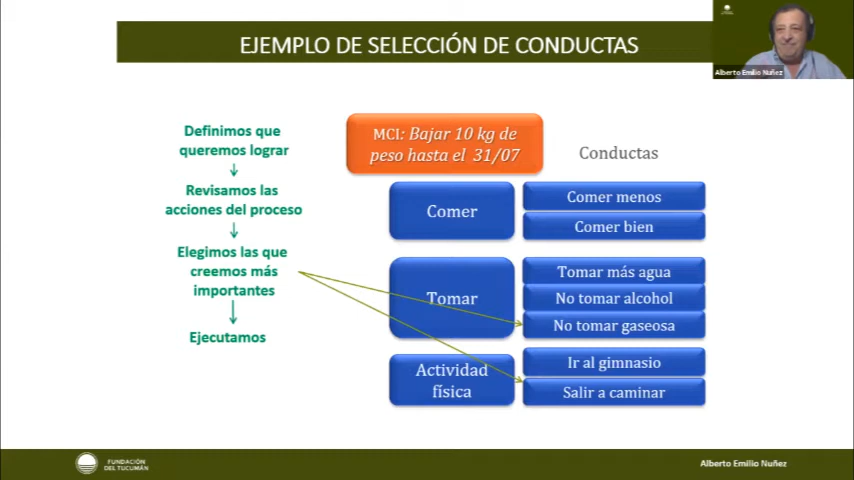 EJEMPLO DE SELECCIÓN DE CONDUCTAS
Alberto Emilio Nuñez
Definimos que
queremos lograr
Revisamos las
acciones del proceso
Elegimos las que
creemos más
importantes
Ejecutamos
MCI: Bajar 10 kg de
peso hasta el 31/07
Conductas
Comer
Comer menos
Comer bien
Tomar
Tomar más agua
No tomar alcohol
No tomar gaseosa
Actividad
física
Ir al gimnasio
Salir a caminar
FUNDACIÓN
DEL TUCUMÁN
Alberto Emilio Nuñez